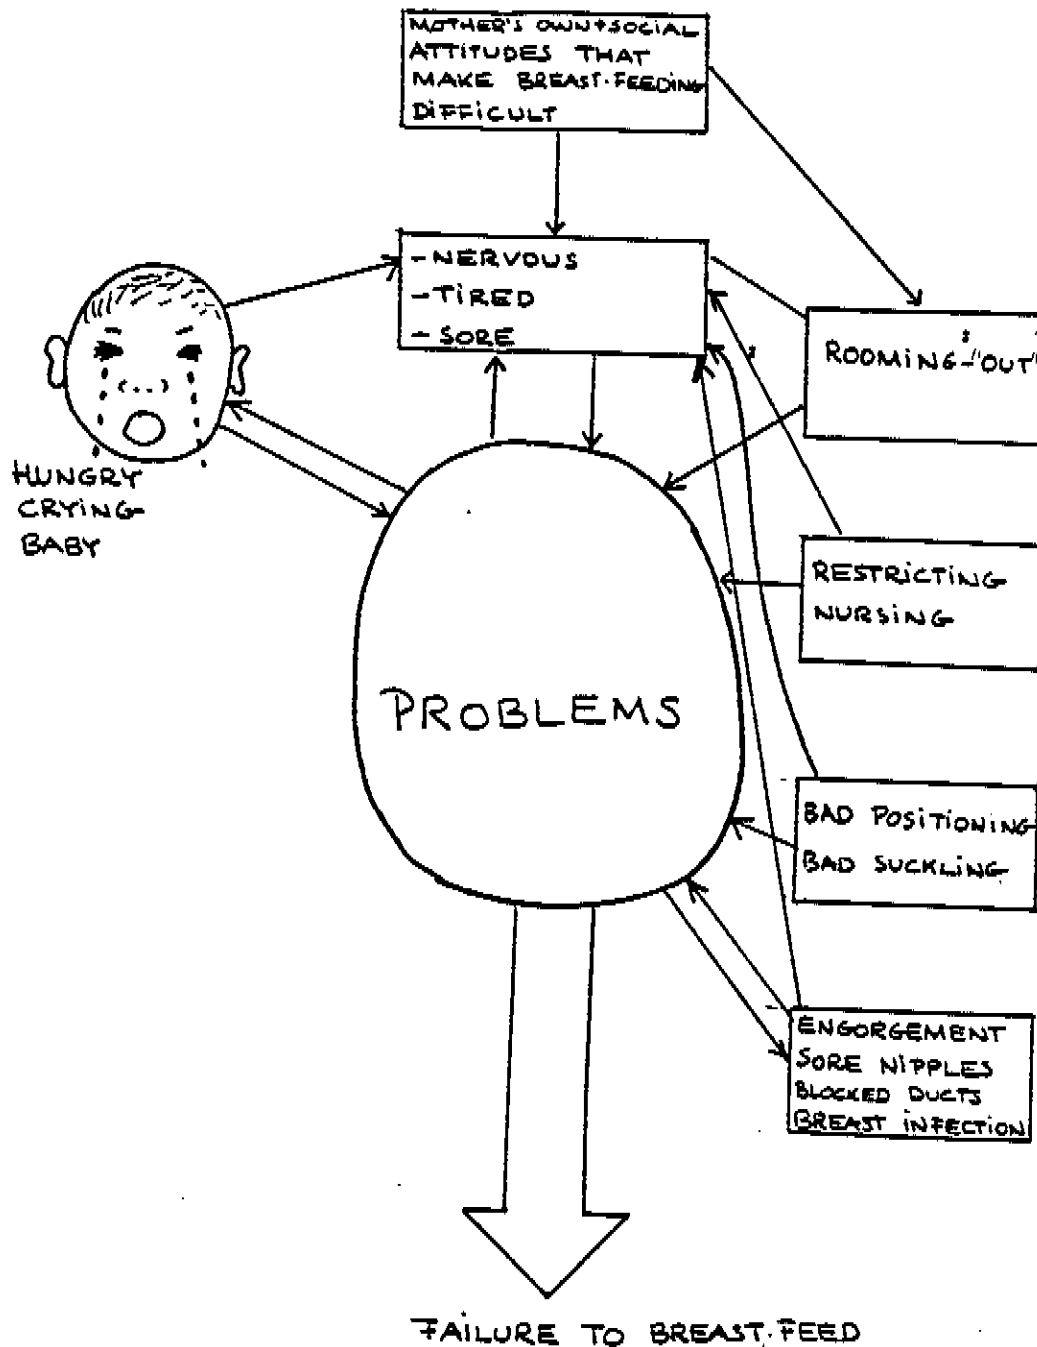 MOTHER'S OWN+SOCIAL
ATTITUDES THAT
MAKE BREAST-FEEDING
DIFFICULT
- NERVOUS
- TIRED
- SORE
ROOMING-"OUT"
HUNGRY
CRYING
BABY
RESTRICTING
NURSING
PROBLEMS
BAD POSITIONING
BAD SUCKLING
ENGORGEMENT
SORE NIPPLES
BLOCKED DUCTS
BREAST INFECTION
FAILURE TO BREAST-FEED